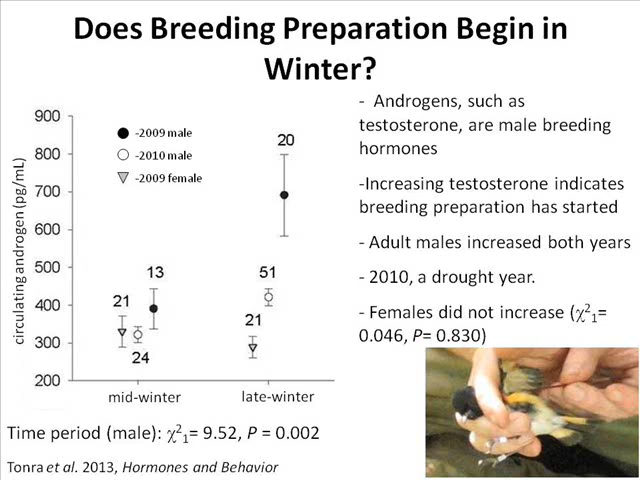 Does Breeding Preparation Begin in
Winter?
900
800
700
600
500
400
300
200
circulating androgen (pg/mL)
-2009 male
-2010 male
-2009 female
21
13
24
20
51
21
mid-winter
late-winter
- Androgens, such as
testosterone, are male breeding
hormones
-Increasing testosterone indicates
breeding preparation has started
- Adult males increased both years
- 2010, a drought year.
- Females did not increase (χ²₁=
0.046, P= 0.830)
Time period (male): χ²₁= 9.52, P = 0.002
Tonra et al. 2013, Hormones and Behavior